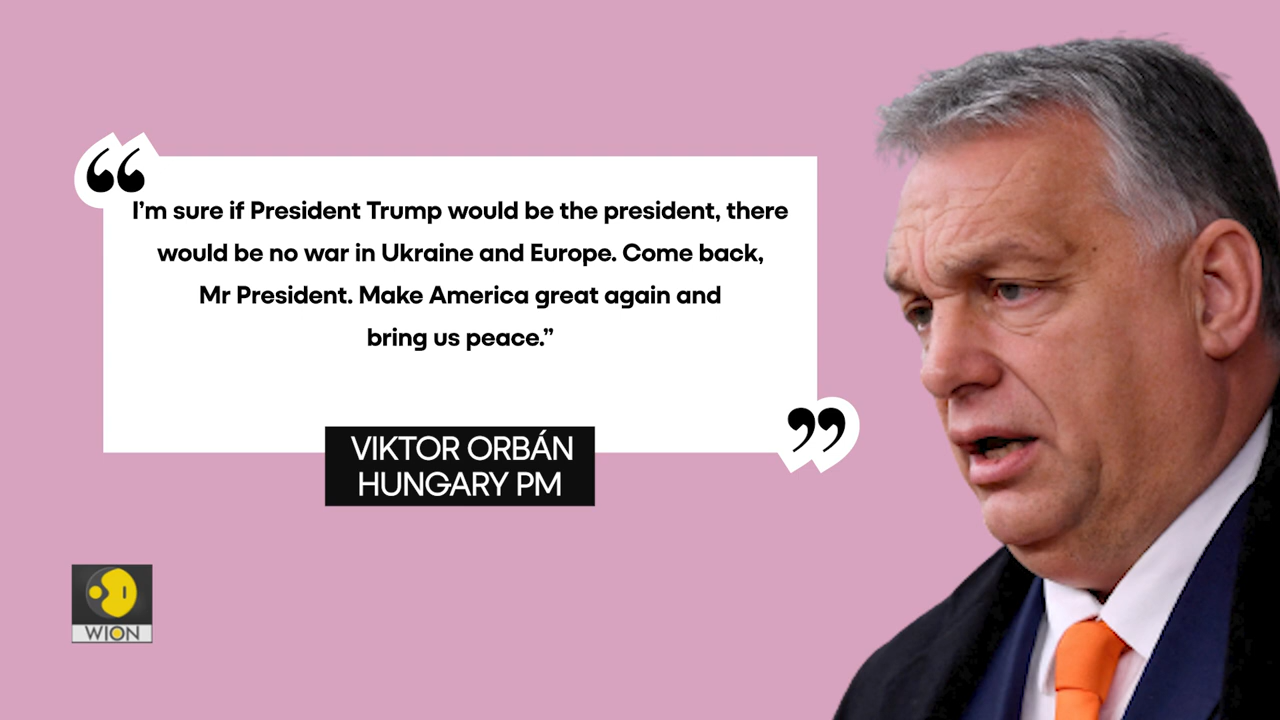 I'm sure if President Trump would be the president, there
would be no war in Ukraine and Europe. Come back,
Mr President. Make America great again and
bring us peace.”
VIKTOR ORBÁN
HUNGARY PM
WION